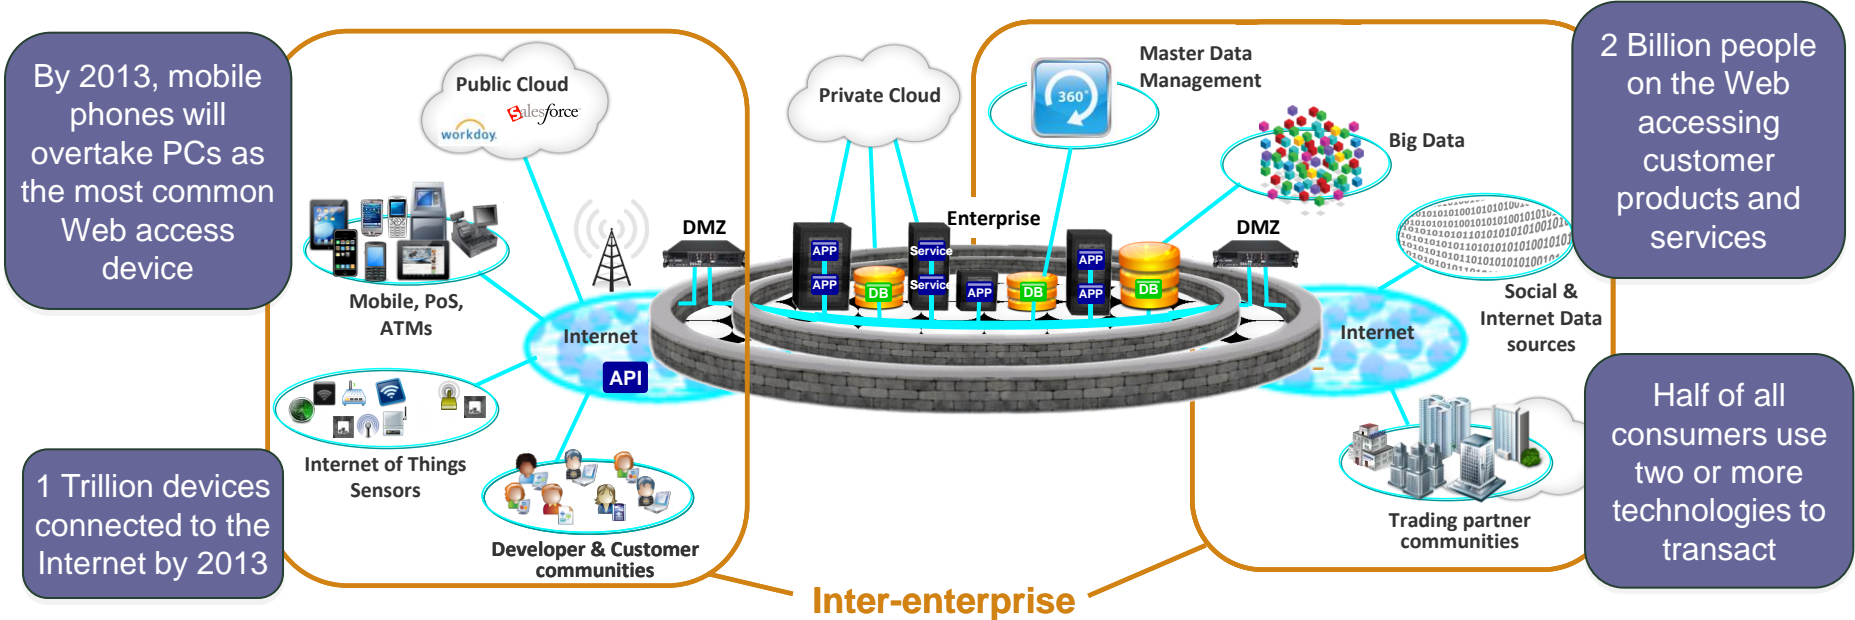 By 2013, mobile
phones will
overtake PCs as
the most common
Web access
device
1 Trillion devices
connected to the
Internet by 2013
Public Cloud
salesforce
workday
Mobile, PoS,
ATMs
Internet of Things
Sensors
Developer & Customer
communities
Internet
API
DMZ
Private Cloud
Enterprise
APP
APP
DB
Service
Service
APP
DB
APP
APP
DB
Master Data
Management
360°
Big Data
DMZ
Internet
Social &
Internet Data
sources
Trading partner
communities
Inter-enterprise
2 Billion people
on the Web
accessing
customer
products and
services
Half of all
consumers use
two or more
technologies to
transact